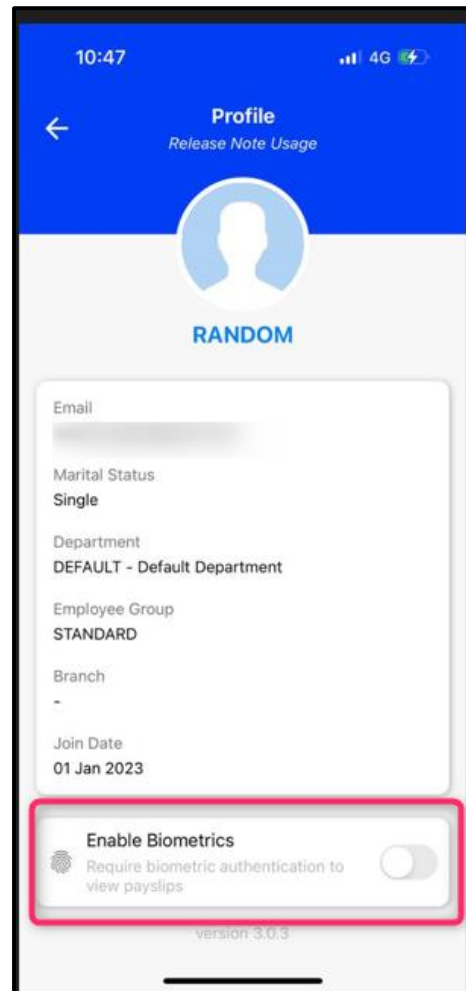 10:47
4G
Profile
Release Note Usage
RANDOM
Email
Marital Status
Single
Department
DEFAULT - Default Department
Employee Group
STANDARD
Branch
-
Join Date
01 Jan 2023
Enable Biometrics
Require biometric authentication to
view payslips
version 3.0.3